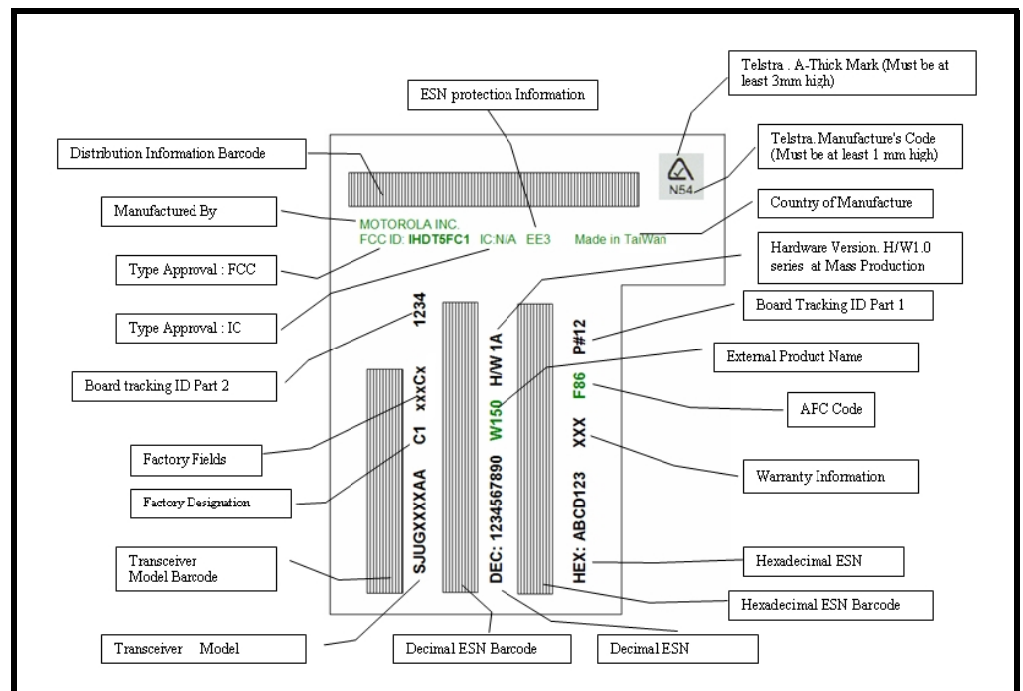 Telstra . A-Thick Mark (Must be at
least 3mm high)
ESN protection Information
Telstra.Manufacture's Code
(Must be at least 1 mm high)
Distribution Information Barcode
N54
Manufactured By
Country of Manufacture
MOTOROLA INC.
FCC ID: IHDT5FC1 IC:N/A EE3 Made in TaiWan
Type Approval : FCC
Hardware Version. H/W1.0
series at Mass Production
Type Approval : IC
Board Tracking ID Part 1
External Product Name
Board tracking ID Part 2
AFC Code
Factory Fields
Warranty Information
Factory Designation
SJUGXXXXAA C1 xxxCx 1234
DEC: 1234567890 W150 H/W 1A
HEX: ABCD123 XXX F86 P#12
Transceiver
Model Barcode
Hexadecimal ESN
Hexadecimal ESN Barcode
Transceiver Model
Decimal ESN Barcode
Decimal ESN